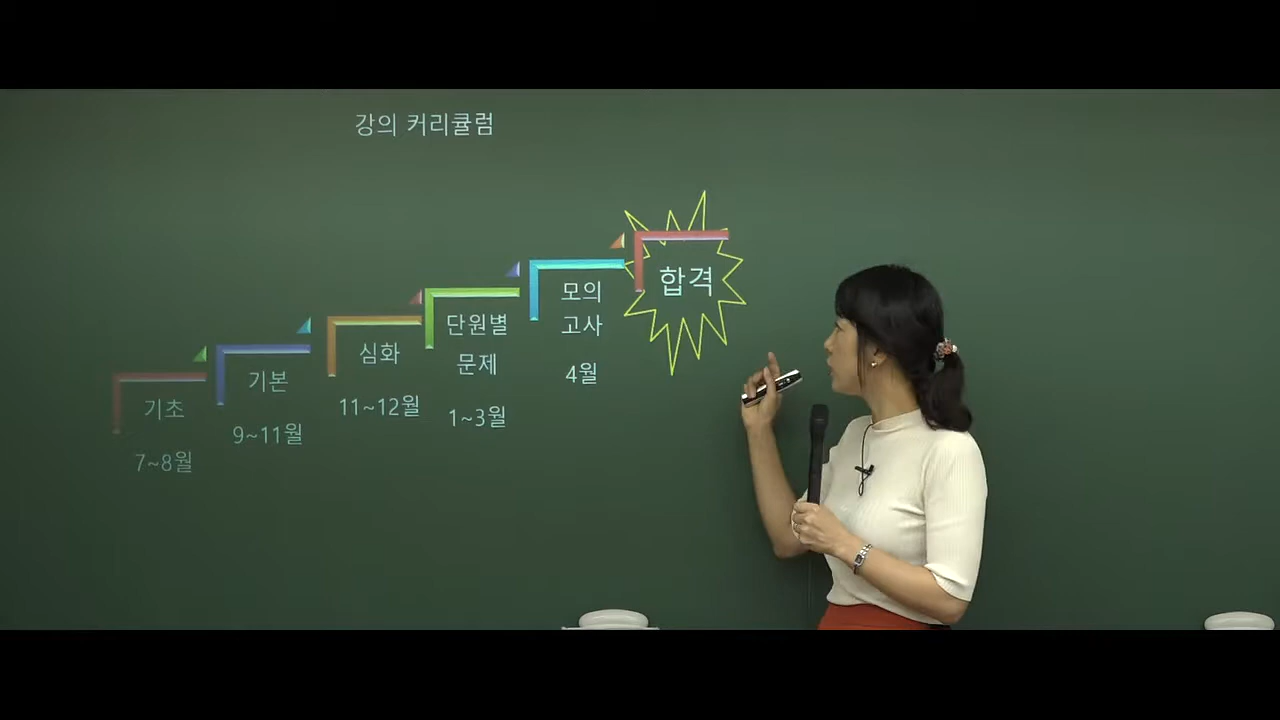 강의 커리큘럼
기초
7~8월
기본
9~11월
심화
11~12월
단원별
문제
1~3월
모의
고사
4월
합격